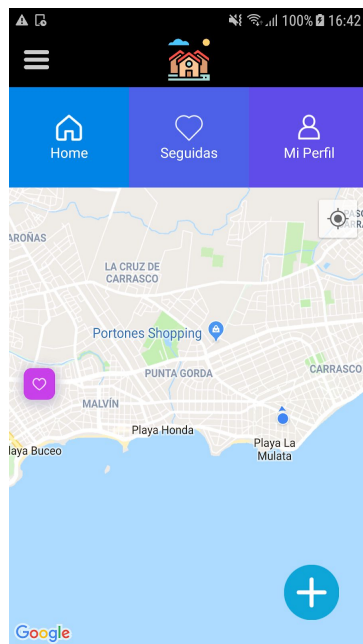 100% 16:42
Home
Seguidas
Mi Perfil
AROÑAS
LA CRUZ DE
CARRASCO
Portones Shopping
PUNTA GORDA
CARRASCO
MALVÍN
Playa Honda
Playa La
Mulata
laya Buceo
Google